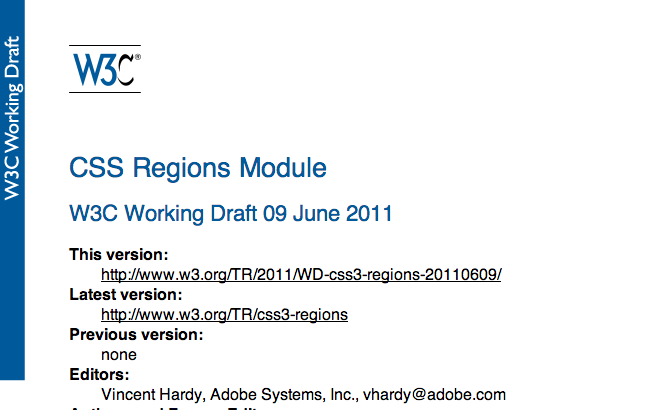 W3C Working Draft
W3C®
CSS Regions Module
W3C Working Draft 09 June 2011
This version:
http://www.w3.org/TR/2011/WD-css3-regions-20110609/
Latest version:
http://www.w3.org/TR/css3-regions
Previous version:
none
Editors:
Vincent Hardy, Adobe Systems, Inc., vhardy@adobe.com